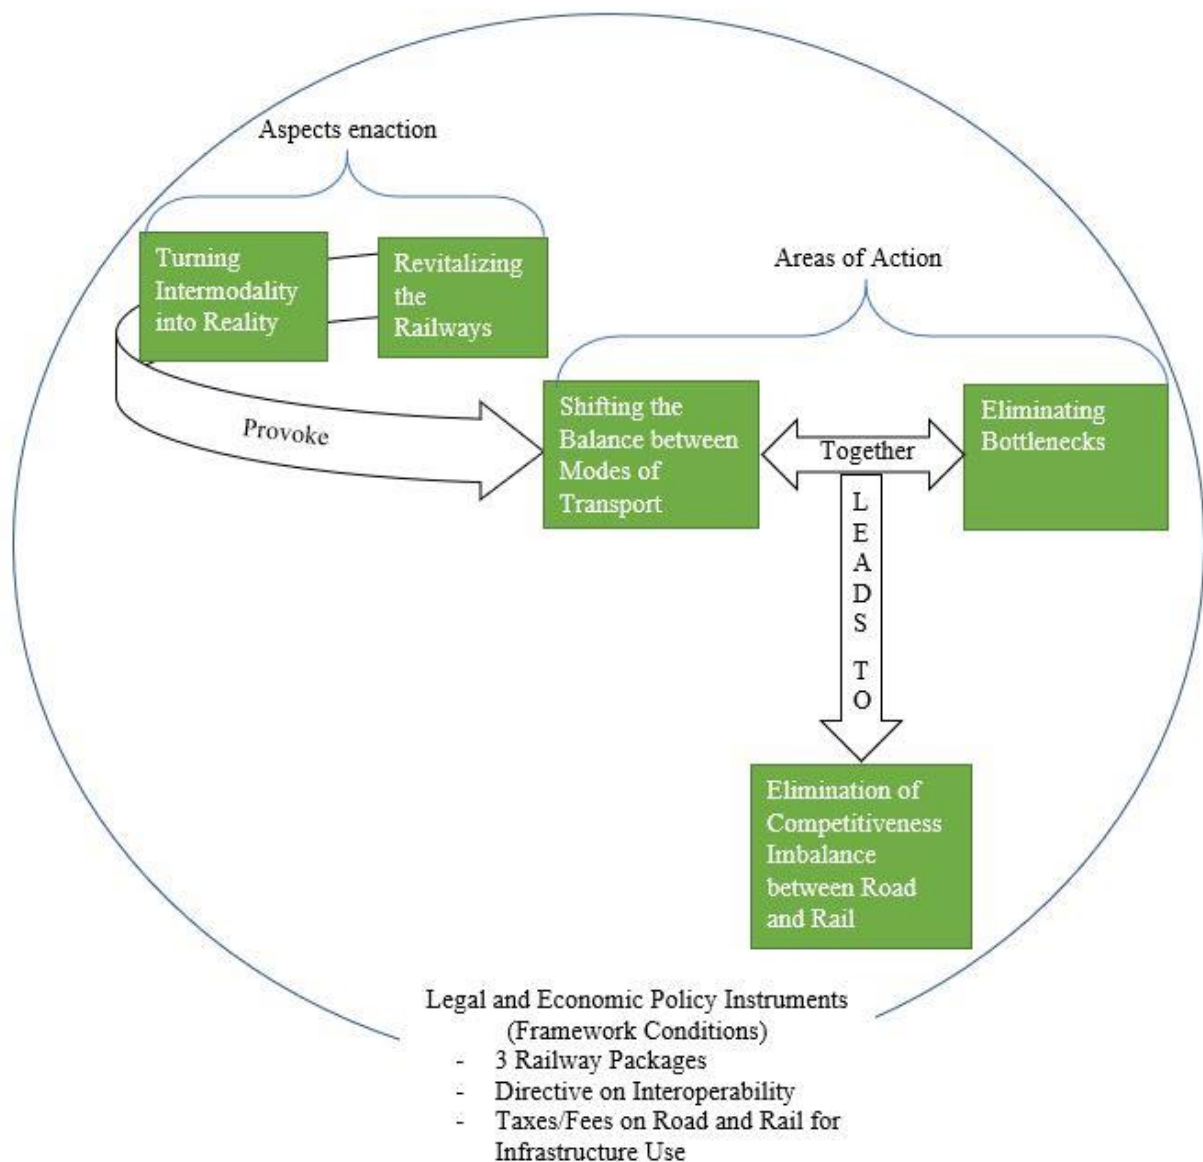 Aspects enaction
Turning
Intermodality
into Reality
Revitalizing
the
Railways
Provoke
Areas of Action
Shifting the
Balance between
Modes of
Transport
Together
Eliminating
Bottlenecks
LEADS TO
Elimination of
Competitiveness
Imbalance
between Road
and Rail
Legal and Economic Policy Instruments
(Framework Conditions)
- 3 Railway Packages
- Directive on Interoperability
- Taxes/Fees on Road and Rail for
Infrastructure Use